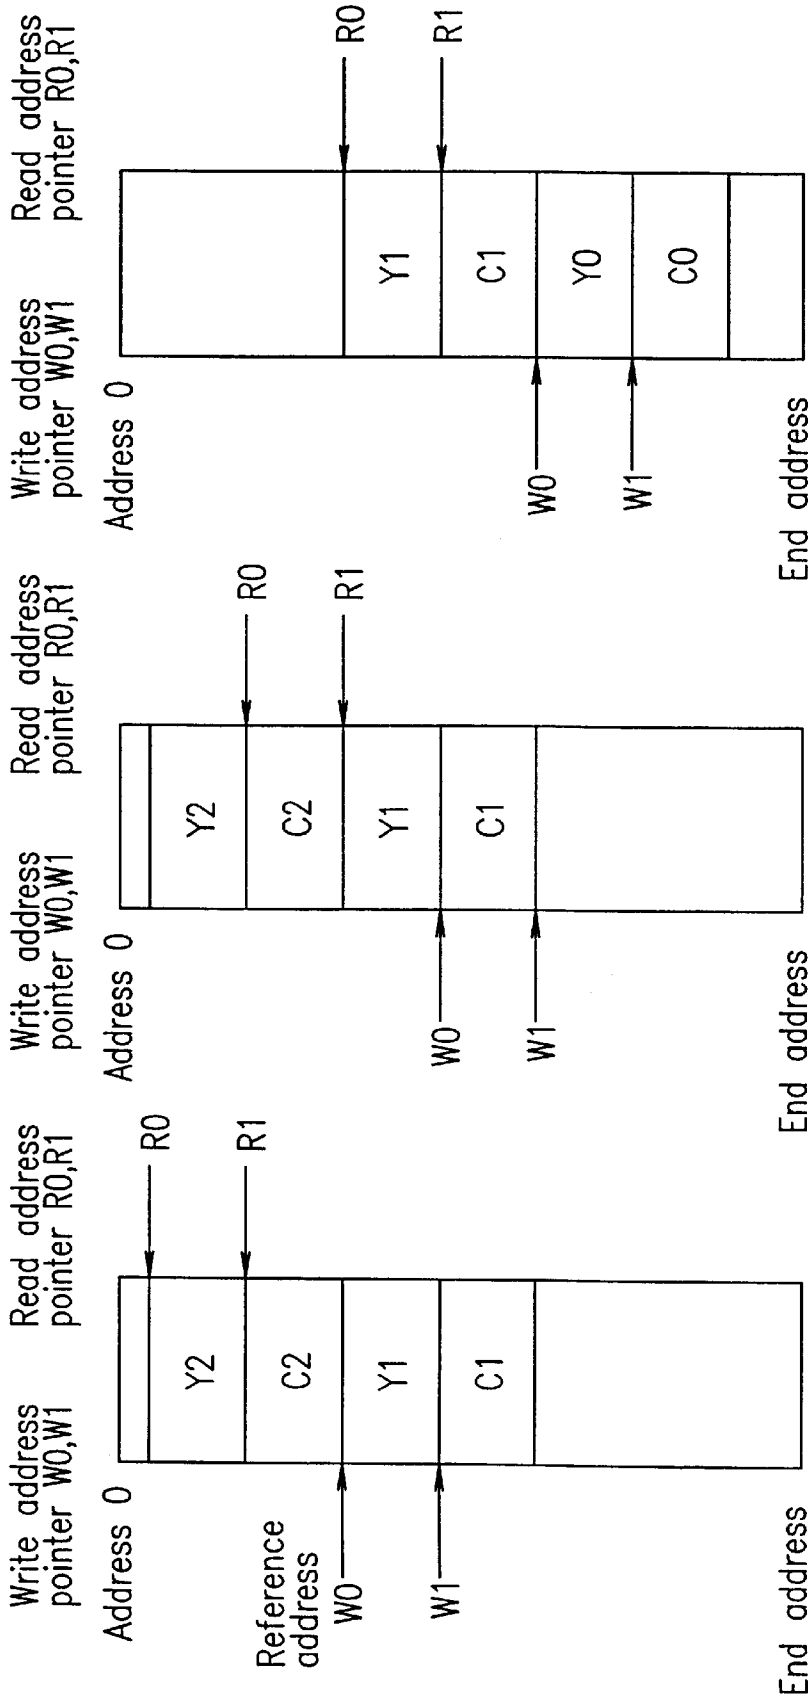 Write address
pointer W0,W1
Read address
pointer R0,R1
Address 0
R0
Y2
R1
C2
Reference
address
W0
Y1
W1
C1
End address
Write address
pointer W0,W1
Read address
pointer R0,R1
Address 0
Y2
R0
C2
R1
Y1
W0
C1
W1
End address
Write address
pointer W0,W1
Read address
pointer R0,R1
Address 0
R0
Y1
R1
C1
W0
Y0
W1
C0
End address